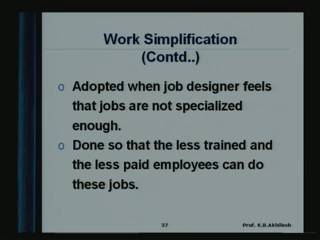 Work Simplification
(Contd..)
o Adopted when job designer feels
that jobs are not specialized
enough.
o Done so that the less trained and
the less paid employees can do
these jobs.
37 Prof. K.B.Akhilesh